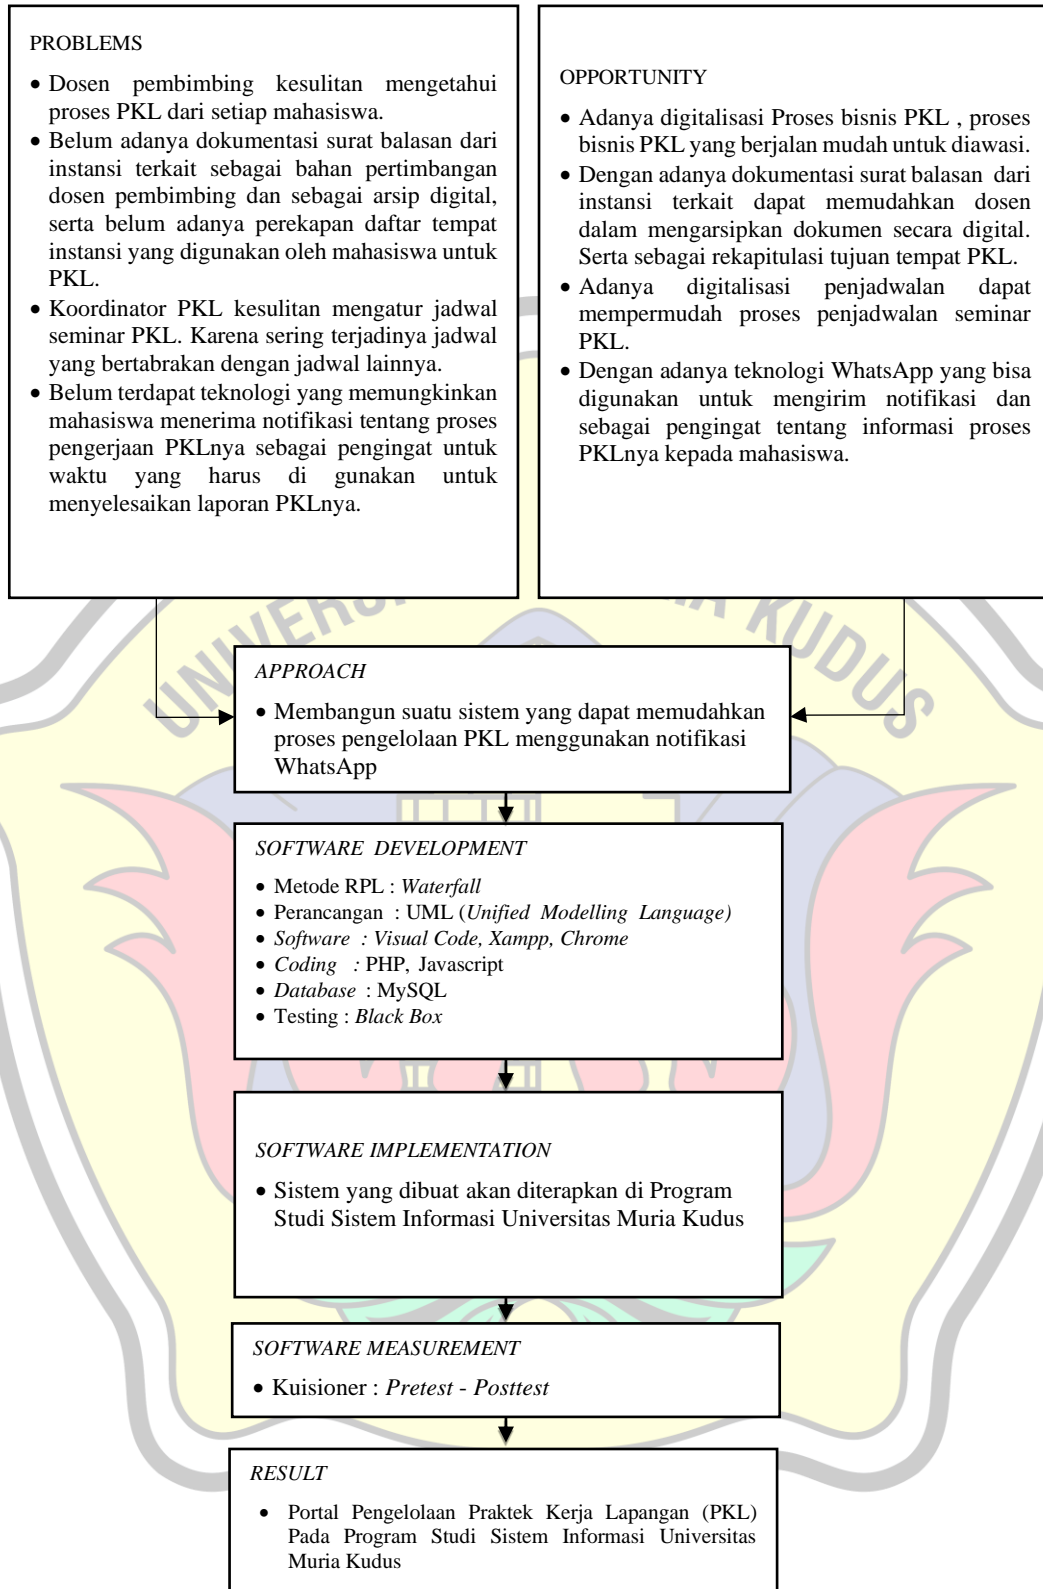 PROBLEMS
• Dosen pembimbing kesulitan mengetahui
proses PKL dari setiap mahasiswa.
• Belum adanya dokumentasi surat balasan dari
instansi terkait sebagai bahan pertimbangan
dosen pembimbing dan sebagai arsip digital,
serta belum adanya perekapan daftar tempat
instansi yang digunakan oleh mahasiswa untuk
PKL.
• Koordinator PKL kesulitan mengatur jadwal
seminar PKL. Karena sering terjadinya jadwal
yang bertabrakan dengan jadwal lainnya.
• Belum terdapat teknologi yang memungkinkan
mahasiswa menerima notifikasi tentang proses
pengerjaan PKLnya sebagai pengingat untuk
waktu yang harus di gunakan untuk
menyelesaikan laporan PKLnya.
OPPORTUNITY
• Adanya digitalisasi Proses bisnis PKL , proses
bisnis PKL yang berjalan mudah untuk diawasi.
• Dengan adanya dokumentasi surat balasan dari
instansi terkait dapat memudahkan dosen
dalam mengarsipkan dokumen secara digital.
Serta sebagai rekapitulasi tujuan tempat PKL.
• Adanya digitalisasi penjadwalan dapat
mempermudah proses penjadwalan seminar
PKL.
• Dengan adanya teknologi WhatsApp yang bisa
digunakan untuk mengirim notifikasi dan
sebagai pengingat tentang informasi proses
PKLnya kepada mahasiswa.
KUDUS
APPROACH
• Membangun suatu sistem yang dapat memudahkan
proses pengelolaan PKL menggunakan notifikasi
WhatsApp
SOFTWARE DEVELOPMENT
• Metode RPL : Waterfall
• Perancangan : UML (Unified Modelling Language)
• Software : Visual Code, Xampp, Chrome
• Coding : PHP, Javascript
• Database : MySQL
• Testing : Black Box
SOFTWARE IMPLEMENTATION
• Sistem yang dibuat akan diterapkan di Program
Studi Sistem Informasi Universitas Muria Kudus
SOFTWARE MEASUREMENT
• Kuisioner : Pretest - Posttest
RESULT
• Portal Pengelolaan Praktek Kerja Lapangan (PKL)
Pada Program Studi Sistem Informasi Universitas
Muria Kudus